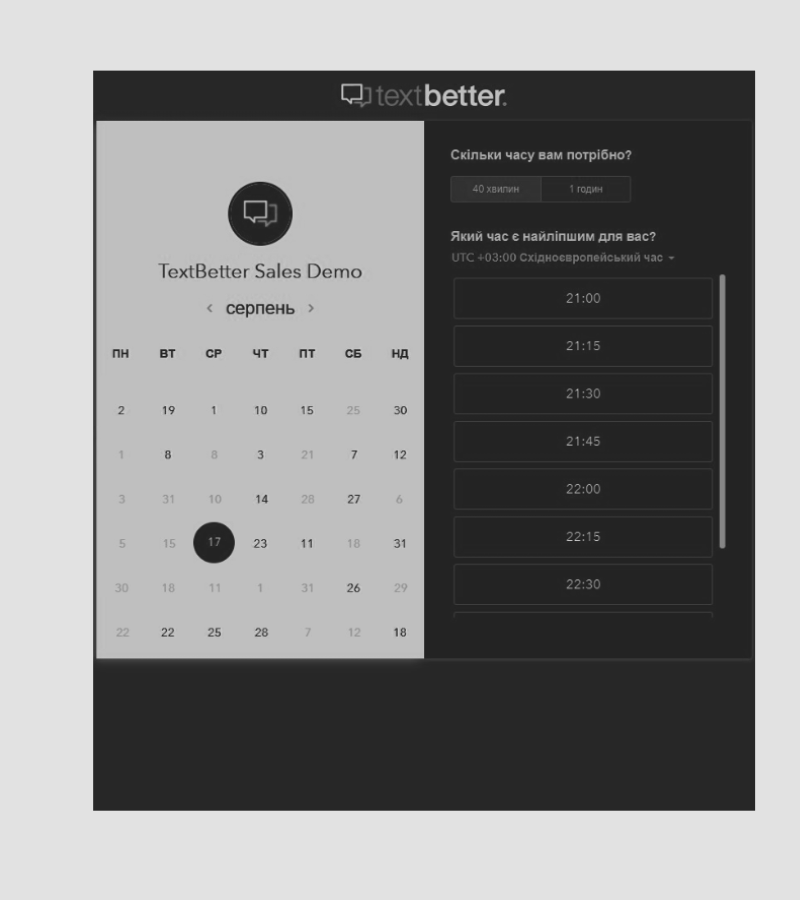 textbetter.
TextBetter Sales Demo
< серпень >
ПН ВТ СР ЧТ ПТ СБ НД
2 19 1 10 15 25 30
1 8 8 3 21 7 12
3 31 10 14 28 27 6
5 15 17 23 11 18 31
30 18 11 1 31 26 29
22 22 25 28 7 12 18
Скільки часу вам потрібно?
40 хвилин 1 годин
Який час є найліпшим для вас?
UTC +03:00 Східноєвропейський час
21:00
21:15
21:30
21:45
22:00
22:15
22:30